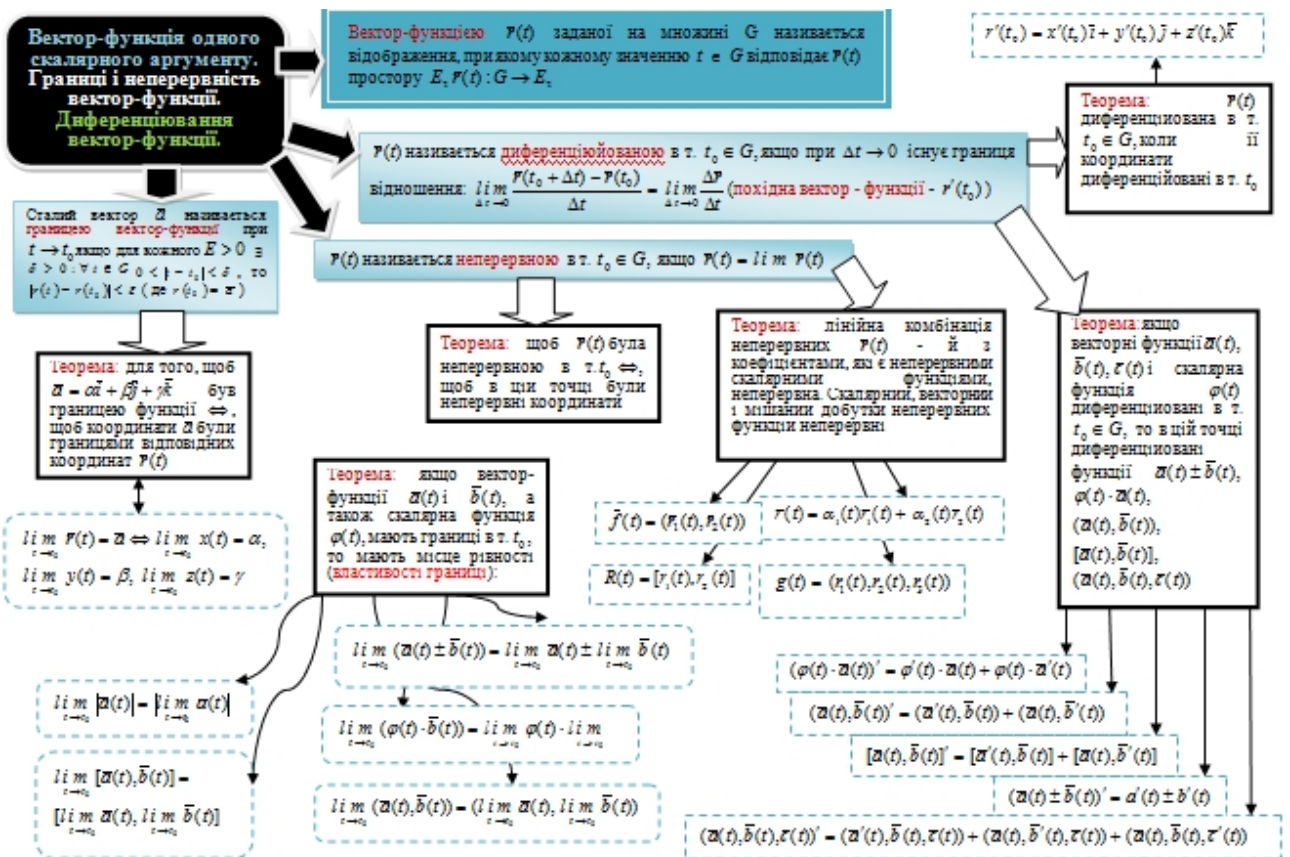 Вектор-функція одного
скалярного аргументу.
Границі і неперервність
вектор-функції.
Диференціювання
вектор-функції.
Вектор-функцією r̄(t) заданої на множині G називається
відображення, при якому кожному значенню t ∈ G відповідає r̄(t)
простору E, r̄(t) : G → E,
r′(t₀) = x′(t₀)ī + y′(t₀)j̄ + z′(t₀)k̄
Теорема: r̄(t)
диференційована в т.
t₀ ∈ G, коли її
координати
диференційовані в т. t₀
r̄(t) називається диференціюйованою в т. t₀ ∈ G, якщо при Δt → 0 існує границя
відношення: lim Δt→0 (r̄(t₀ + Δt) − r̄(t₀))/Δt = lim Δt→0 Δr̄/Δt (похідна вектор - функції - r′(t₀))
Сталий вектор ā називається
границею вектор-функції при
t → t₀ якщо для кожного E > 0 з
δ > 0 : ∀ t ∈ G 0 < |t − t₀| < δ , то
|r(t) − r(t₀)| < ε ( де r(t₀) = ā )
r̄(t) називається неперервною в т. t₀ ∈ G, якщо r̄(t) = lim r̄(t)
Теорема: для того, щоб
ā = αī + βj̄ + γk̄ був
границею функції ⇔,
щоб координати ā були
границями відповідних
координат r̄(t)
Теорема: щоб r̄(t) була
неперервною в т. t₀ ⇔,
щоб в цій точці були
неперервні координати
Теорема: лінійна комбінація
неперервних r̄(t) - й з
коефіцієнтами, які є неперервними
скалярними функціями,
неперервна. Скалярний, векторний
і мішаний добутки неперервних
функцій неперервні
Теорема: якщо
векторні функції ā(t),
b̄(t), c̄(t) і скалярна
функція φ(t)
диференційовані в т.
t₀ ∈ G, то в цій точці
диференційовані
функції ā(t) ± b̄(t),
φ(t) · ā(t),
(ā(t), b̄(t)),
[ā(t), b̄(t)],
(ā(t), b̄(t), c̄(t))
lim t→t₀ r̄(t) = ā ⇔ lim t→t₀ x(t) = α,
lim t→t₀ y(t) = β, lim t→t₀ z(t) = γ
Теорема: якщо вектор-
функції ā(t) і b̄(t), а
також скалярна функція
φ(t), мають границі в т. t₀,
то мають місце рівності
(властивості границі):
f̄(t) = (r̄₁(t), r̄₂(t))
r(t) = α₁(t)r₁(t) + α₂(t)r₂(t)
R(t) = [r₁(t), r₂(t)]
g(t) = (r₁(t), r₂(t), r₃(t))
lim t→t₀ (ā(t) ± b̄(t)) = lim t→t₀ ā(t) ± lim t→t₀ b̄(t)
lim t→t₀ |ā(t)| = |lim t→t₀ ā(t)|
lim t→t₀ (φ(t) · b̄(t)) = lim t→t₀ φ(t) · lim t→t₀
lim t→t₀ [ā(t), b̄(t)] =
[lim t→t₀ ā(t), lim t→t₀ b̄(t)]
lim t→t₀ (ā(t), b̄(t)) = (lim t→t₀ ā(t), lim t→t₀ b̄(t))
(φ(t) · ā(t))′ = φ′(t) · ā(t) + φ(t) · ā′(t)
(ā(t), b̄(t))′ = (ā′(t), b̄(t)) + (ā(t), b̄′(t))
[ā(t), b̄(t)]′ = [ā′(t), b̄(t)] + [ā(t), b̄′(t)]
(ā(t) ± b̄(t))′ = a′(t) ± b′(t)
(ā(t), b̄(t), c̄(t))′ = (ā′(t), b̄(t), c̄(t)) + (ā(t), b̄′(t), c̄(t)) + (ā(t), b̄(t), c̄′(t))